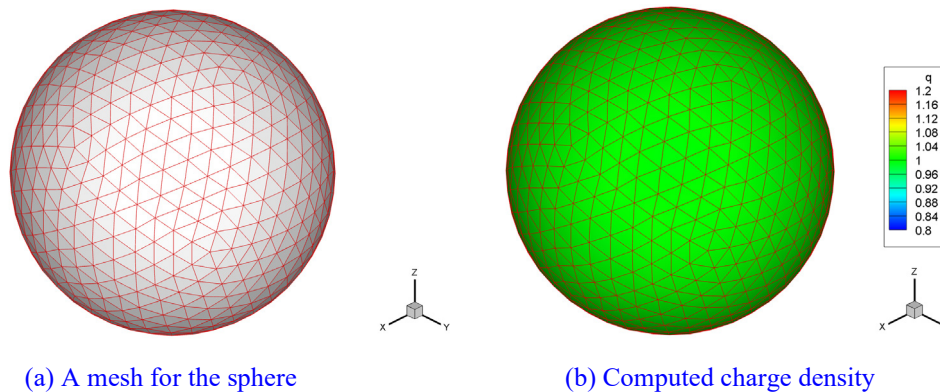 q
1.2
1.16
1.12
1.08
1.04
1
0.96
0.92
0.88
0.84
0.8
Z
X
Y
Z
X
(a) A mesh for the sphere
(b) Computed charge density